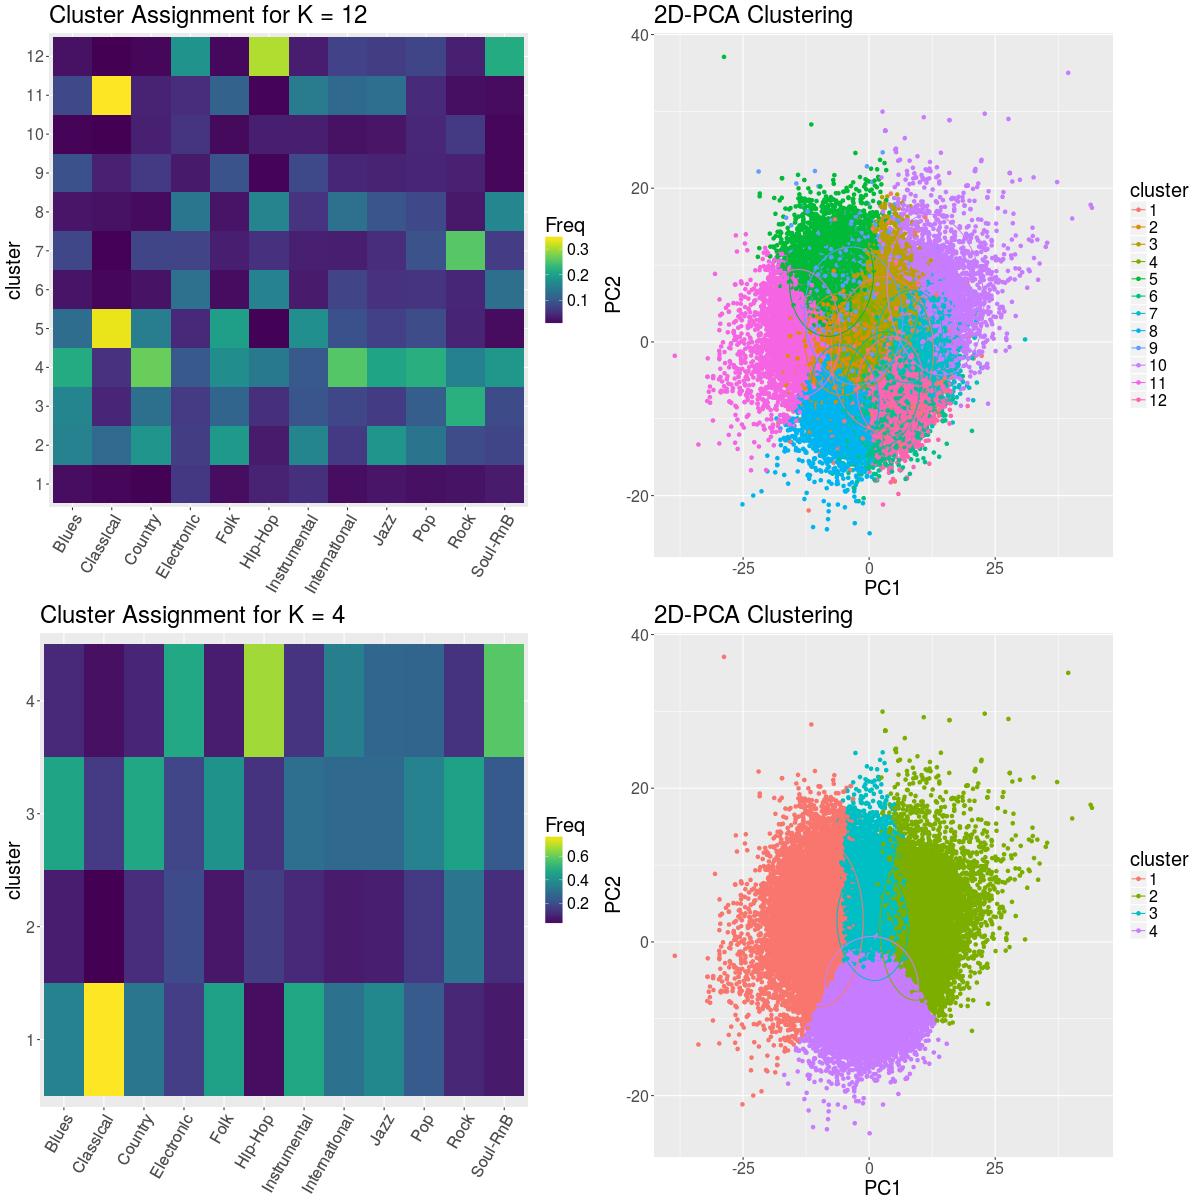 Cluster Assignment for K = 12
cluster
12
11
10
9
8
7
6
5
4
3
2
1
Blues
Classical
Country
Electronic
Folk
HIp-Hop
Instrumental
International
Jazz
Pop
Rock
Soul-RnB
Freq
0.3
0.2
0.1
2D-PCA Clustering
PC2
40
20
0
-20
-25
0
25
PC1
cluster
1
2
3
4
5
6
7
8
9
10
11
12
Cluster Assignment for K = 4
cluster
4
3
2
1
Blues
Classical
Country
Electronic
Folk
HIp-Hop
Instrumental
International
Jazz
Pop
Rock
Soul-RnB
Freq
0.6
0.4
0.2
2D-PCA Clustering
PC2
40
20
0
-20
-25
0
25
PC1
cluster
1
2
3
4